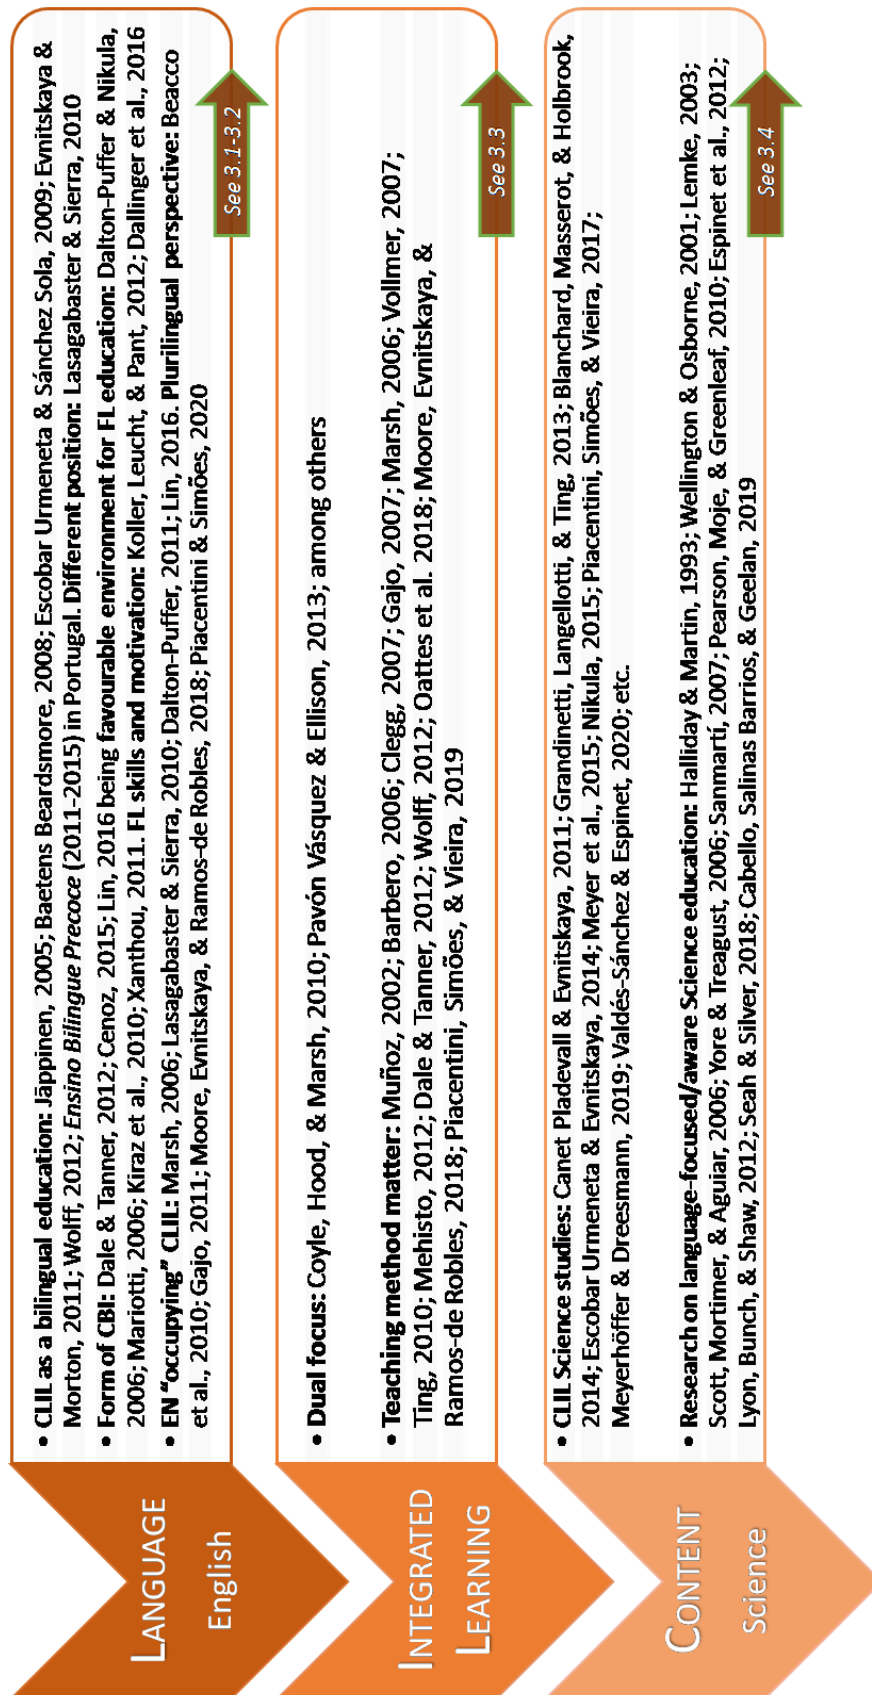 LANGUAGE
English
• CLIL as a bilingual education: Jäppinen, 2005; Baetens Beardsmore, 2008; Escobar Urmeneta & Sánchez Sola, 2009; Evnitskaya &
Morton, 2011; Wolff, 2012; Ensino Bilingue Precoce (2011-2015) in Portugal. Different position: Lasagabaster & Sierra, 2010
• Form of CBI: Dale & Tanner, 2012; Cenoz, 2015; Lin, 2016 being favourable environment for FL education: Dalton-Puffer & Nikula,
2006; Mariotti, 2006; Kiraz et al., 2010; Xanthou, 2011. FL skills and motivation: Koller, Leucht, & Pant, 2012; Dallinger et al., 2016
• EN “occupying” CLIL: Marsh, 2006; Lasagabaster & Sierra, 2010; Dalton-Puffer, 2011; Lin, 2016. Plurilingual perspective: Beacco
et al., 2010; Gajo, 2011; Moore, Evnitskaya, & Ramos-de Robles, 2018; Piacentini & Simões, 2020
See 3.1-3.2
INTEGRATED
LEARNING
• Dual focus: Coyle, Hood, & Marsh, 2010; Pavón Vásquez & Ellison, 2013; among others
• Teaching method matter: Muñoz, 2002; Barbero, 2006; Clegg, 2007; Gajo, 2007; Marsh, 2006; Vollmer, 2007;
Ting, 2010; Mehisto, 2012; Dale & Tanner, 2012; Wolff, 2012; Oattes et al. 2018; Moore, Evnitskaya, &
Ramos-de Robles, 2018; Piacentini, Simões, & Vieira, 2019
See 3.3
CONTENT
Science
• CLIL Science studies: Canet Pladevall & Evnitskaya, 2011; Grandinetti, Langellotti, & Ting, 2013; Blanchard, Masserot, & Holbrook,
2014; Escobar Urmeneta & Evnitskaya, 2014; Meyer et al., 2015; Nikula, 2015; Piacentini, Simões, & Vieira, 2017;
Meyerhöffer & Dreesmann, 2019; Valdés-Sánchez & Espinet, 2020; etc.
• Research on language-focused/aware Science education: Halliday & Martin, 1993; Wellington & Osborne, 2001; Lemke, 2003;
Scott, Mortimer, & Aguiar, 2006; Yore & Treagust, 2006; Sanmartí, 2007; Pearson, Moje, & Greenleaf, 2010; Espinet et al., 2012;
Lyon, Bunch, & Shaw, 2012; Seah & Silver, 2018; Cabello, Salinas Barrios, & Geelan, 2019
See 3.4